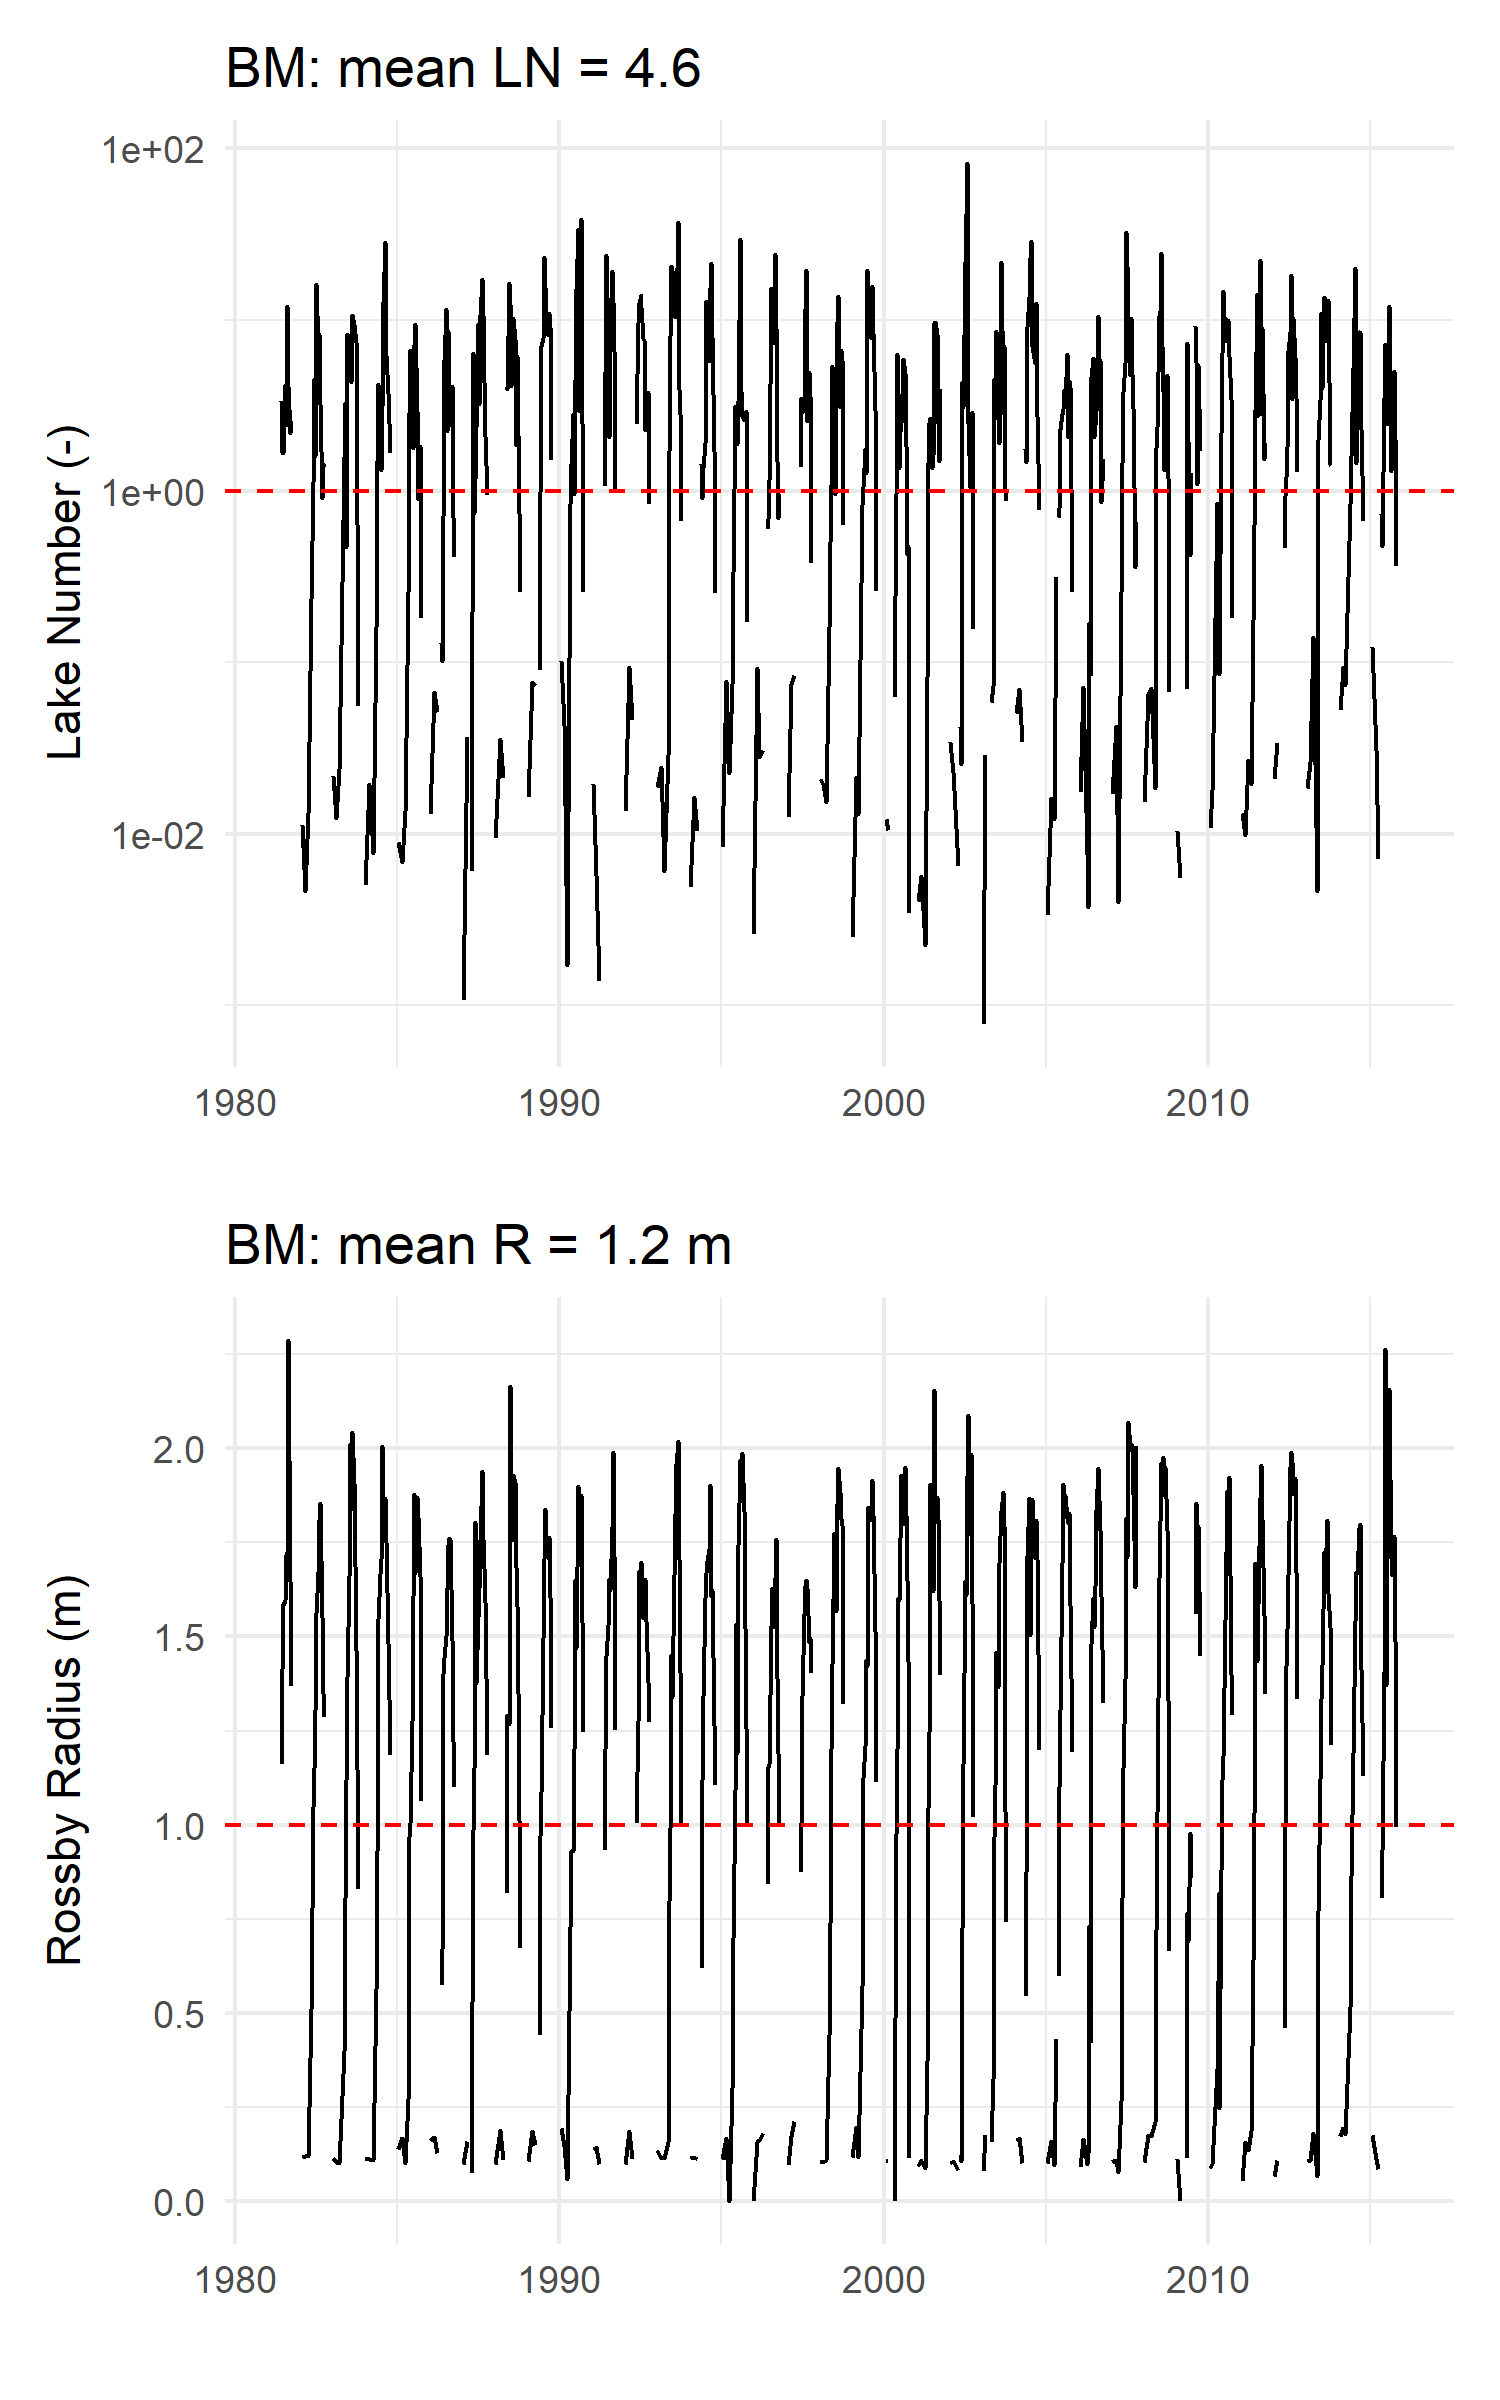 BM: mean LN = 4.6
Lake Number (-)
1e+02
1e+00
1e-02
1980 1990 2000 2010
BM: mean R = 1.2 m
Rossby Radius (m)
2.0
1.5
1.0
0.5
0.0
1980 1990 2000 2010